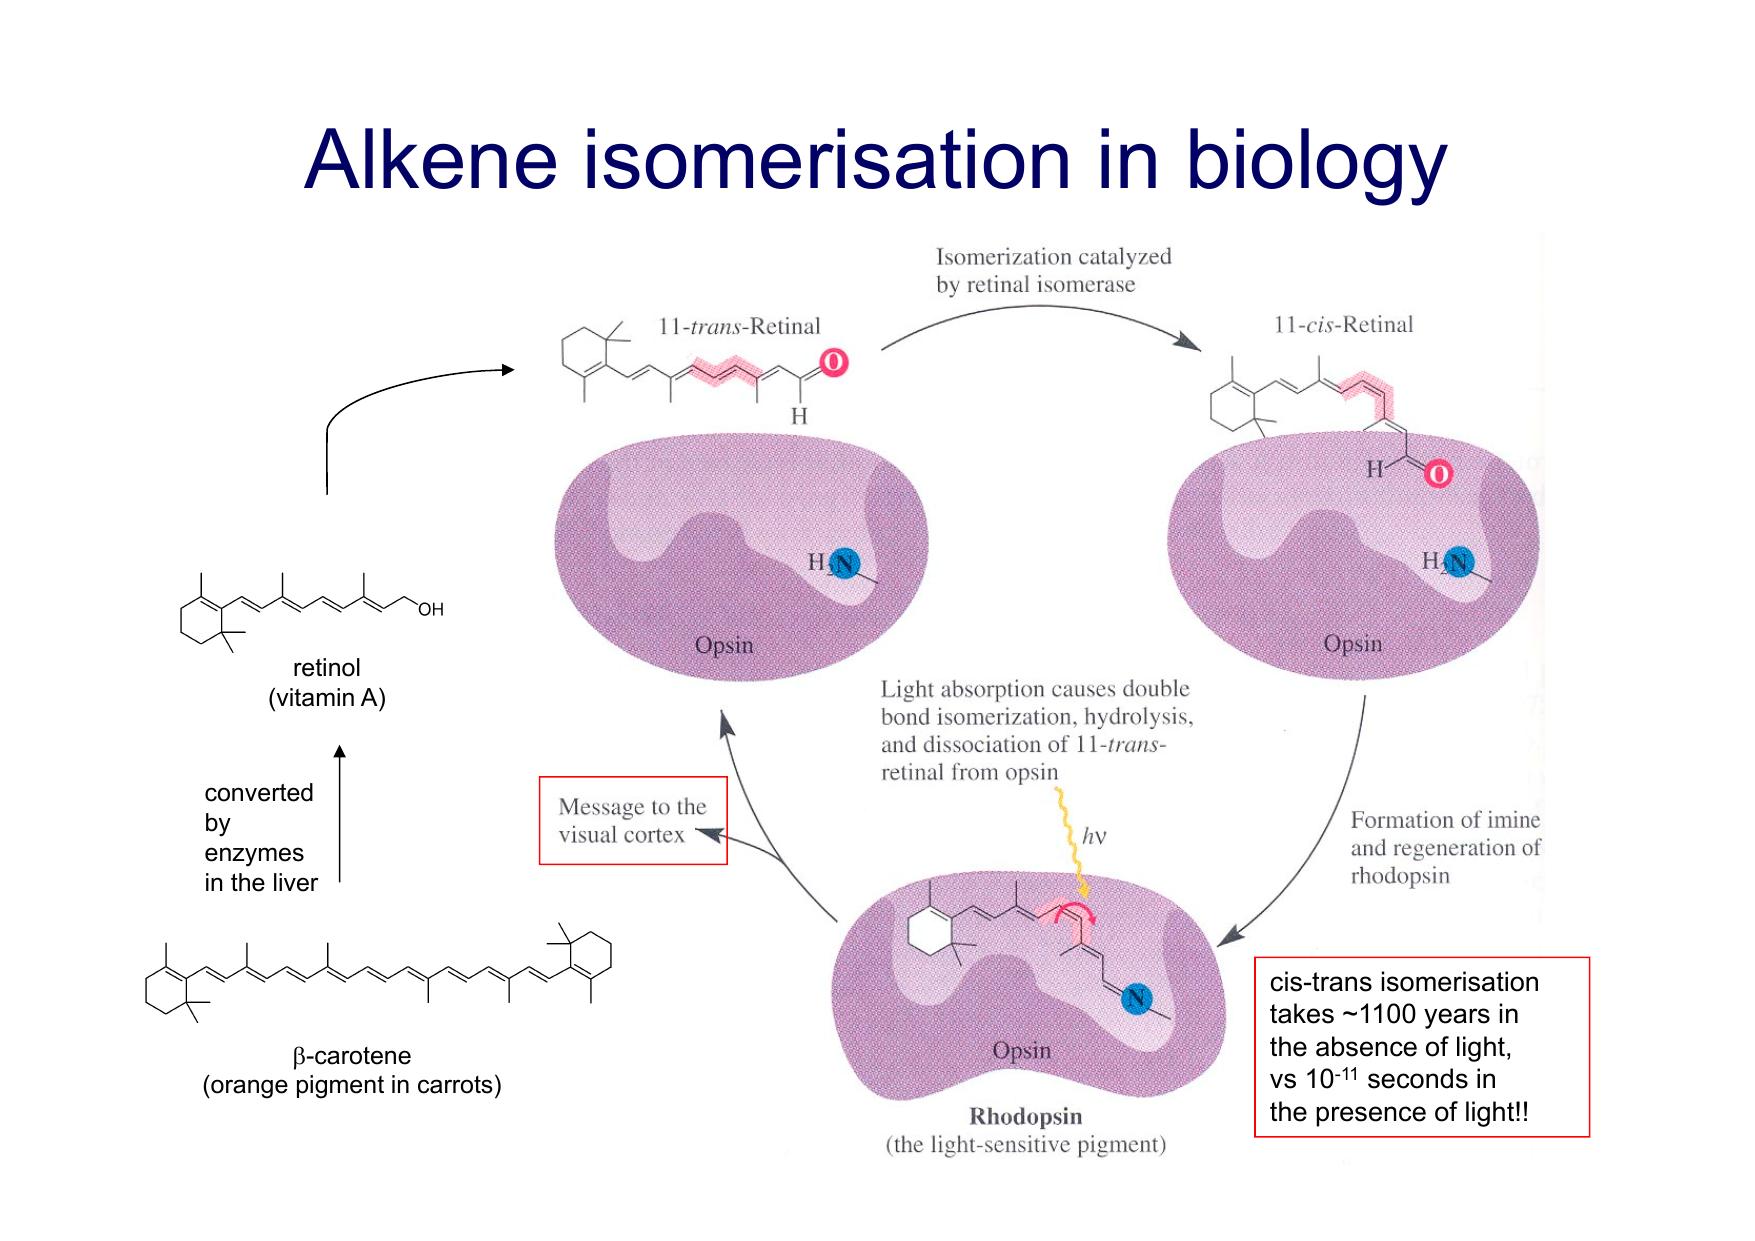 Alkene isomerisation in biology
Isomerization catalyzed
by retinal isomerase
11-trans-Retinal
O
H
11-cis-Retinal
H
O
H₂N
Opsin
H₂N
Opsin
OH
retinol
(vitamin A)
converted
by
enzymes
in the liver
β-carotene
(orange pigment in carrots)
Light absorption causes double
bond isomerization, hydrolysis,
and dissociation of 11-trans-
retinal from opsin
hν
Message to the
visual cortex
Formation of imine
and regeneration of
rhodopsin
N
Opsin
Rhodopsin
(the light-sensitive pigment)
cis-trans isomerisation
takes ~1100 years in
the absence of light,
vs 10⁻¹¹ seconds in
the presence of light!!